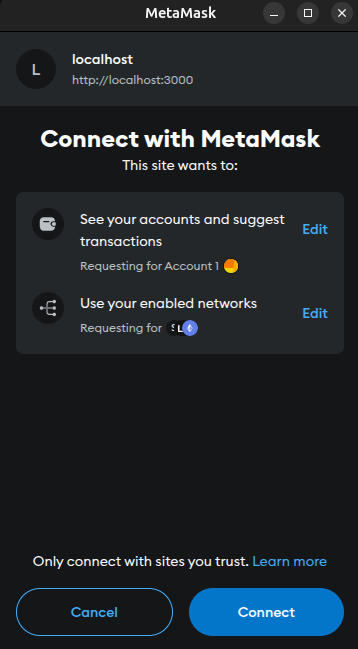 MetaMask
L
localhost
http://localhost:3000
Connect with MetaMask
This site wants to:
See your accounts and suggest
transactions
Edit
Requesting for Account 1
Use your enabled networks
Edit
Requesting for
Only connect with sites you trust. Learn more
Cancel
Connect